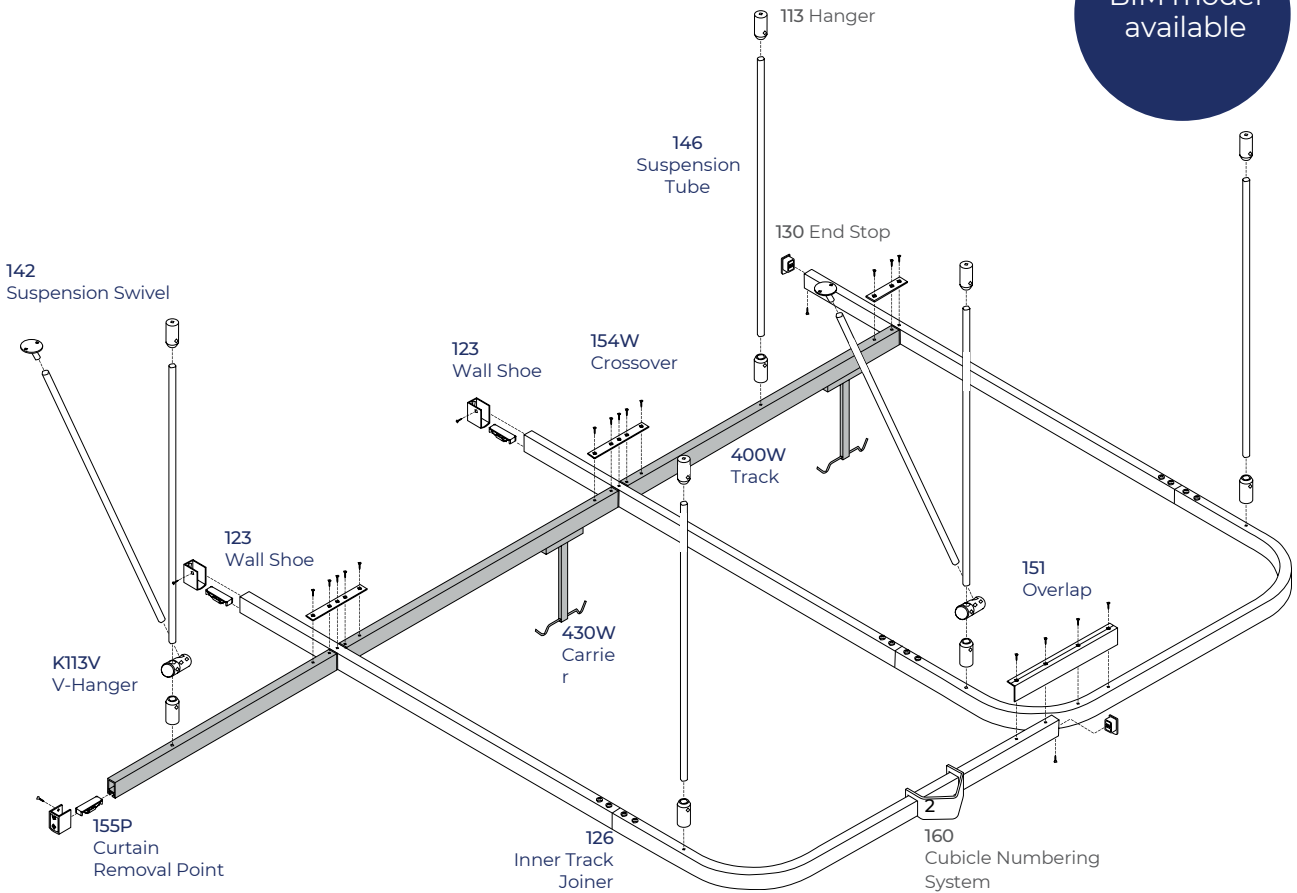 BIM model
available
113 Hanger
146
Suspension
Tube
130 End Stop
142
Suspension Swivel
123
Wall Shoe
154W
Crossover
400W
Track
123
Wall Shoe
151
Overlap
430W
Carrie
r
K113V
V-Hanger
2
155P
Curtain
Removal Point
126
Inner Track
Joiner
160
Cubicle Numbering
System